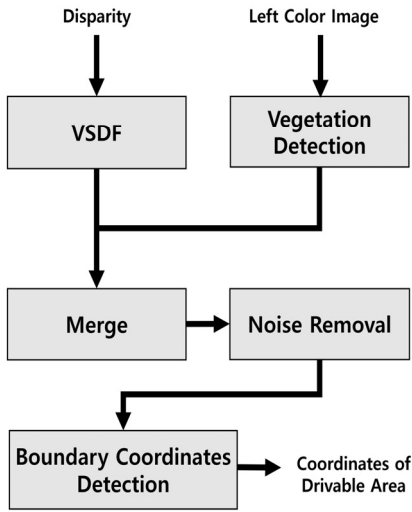 Disparity
Left Color Image
VSDF
Vegetation
Detection
Merge
Noise Removal
Boundary Coordinates
Detection
Coordinates of
Drivable Area